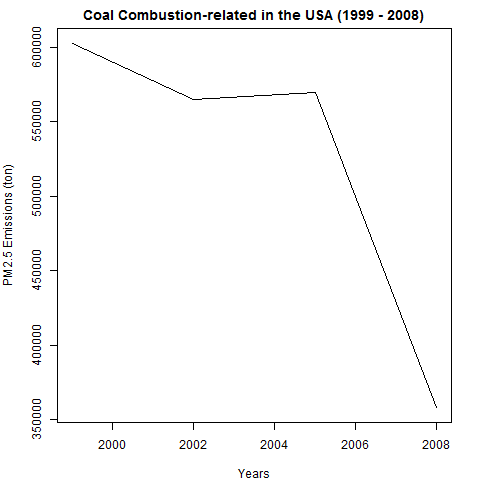 Coal Combustion-related in the USA (1999 - 2008)
PM2.5 Emissions (ton)
600000
550000
500000
450000
400000
350000
2000 2002 2004 2006 2008
Years